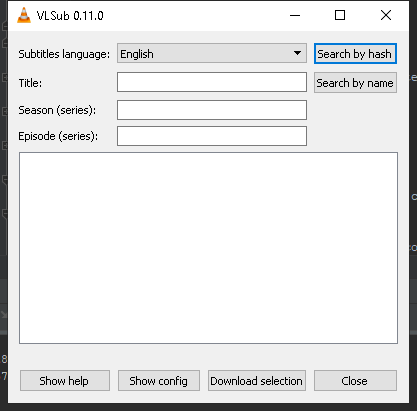 VLSub 0.11.0
Subtitles language: English Search by hash
Title: Search by name
Season (series):
Episode (series):
Show help Show config Download selection Close